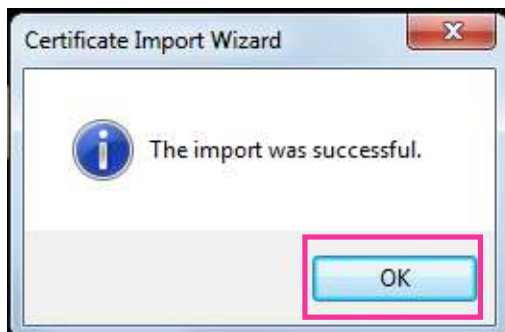 Certificate Import Wizard
The import was successful.
OK